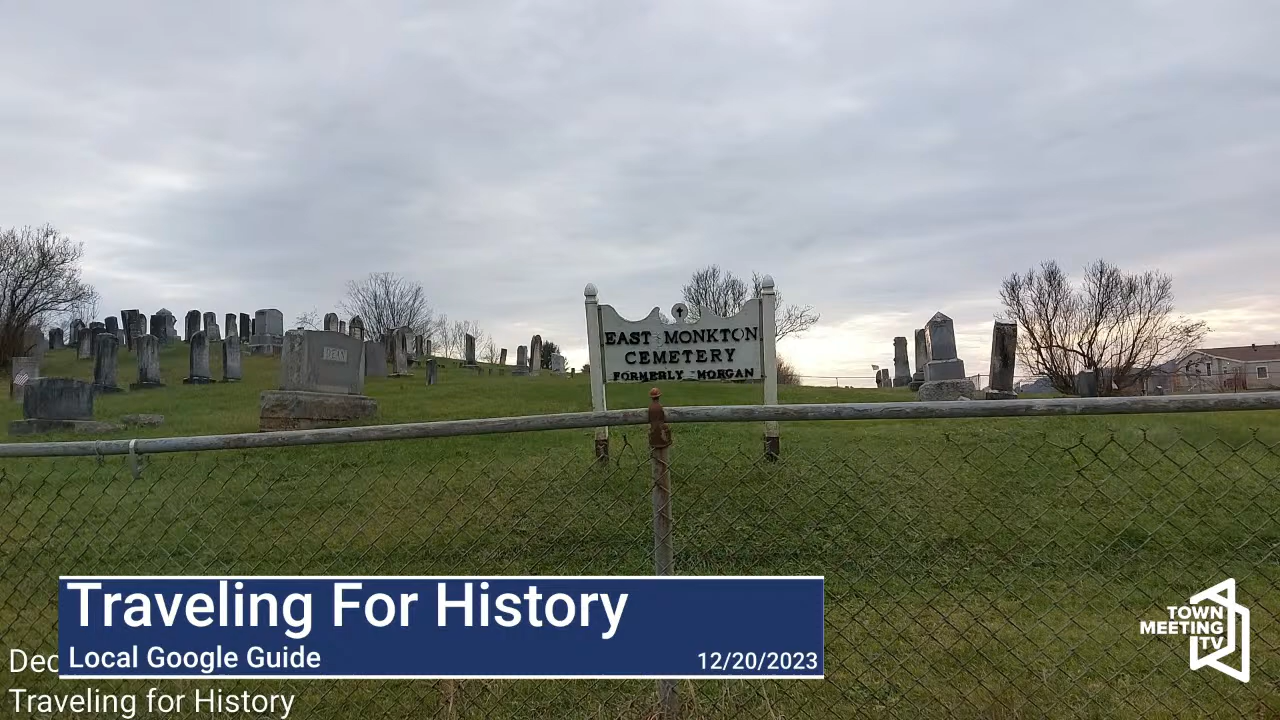 EAST MONKTON
CEMETERY
FORMERLY MORGAN
Traveling For History
Local Google Guide
12/20/2023
Dec
Traveling for History
TOWN
MEETING
TV